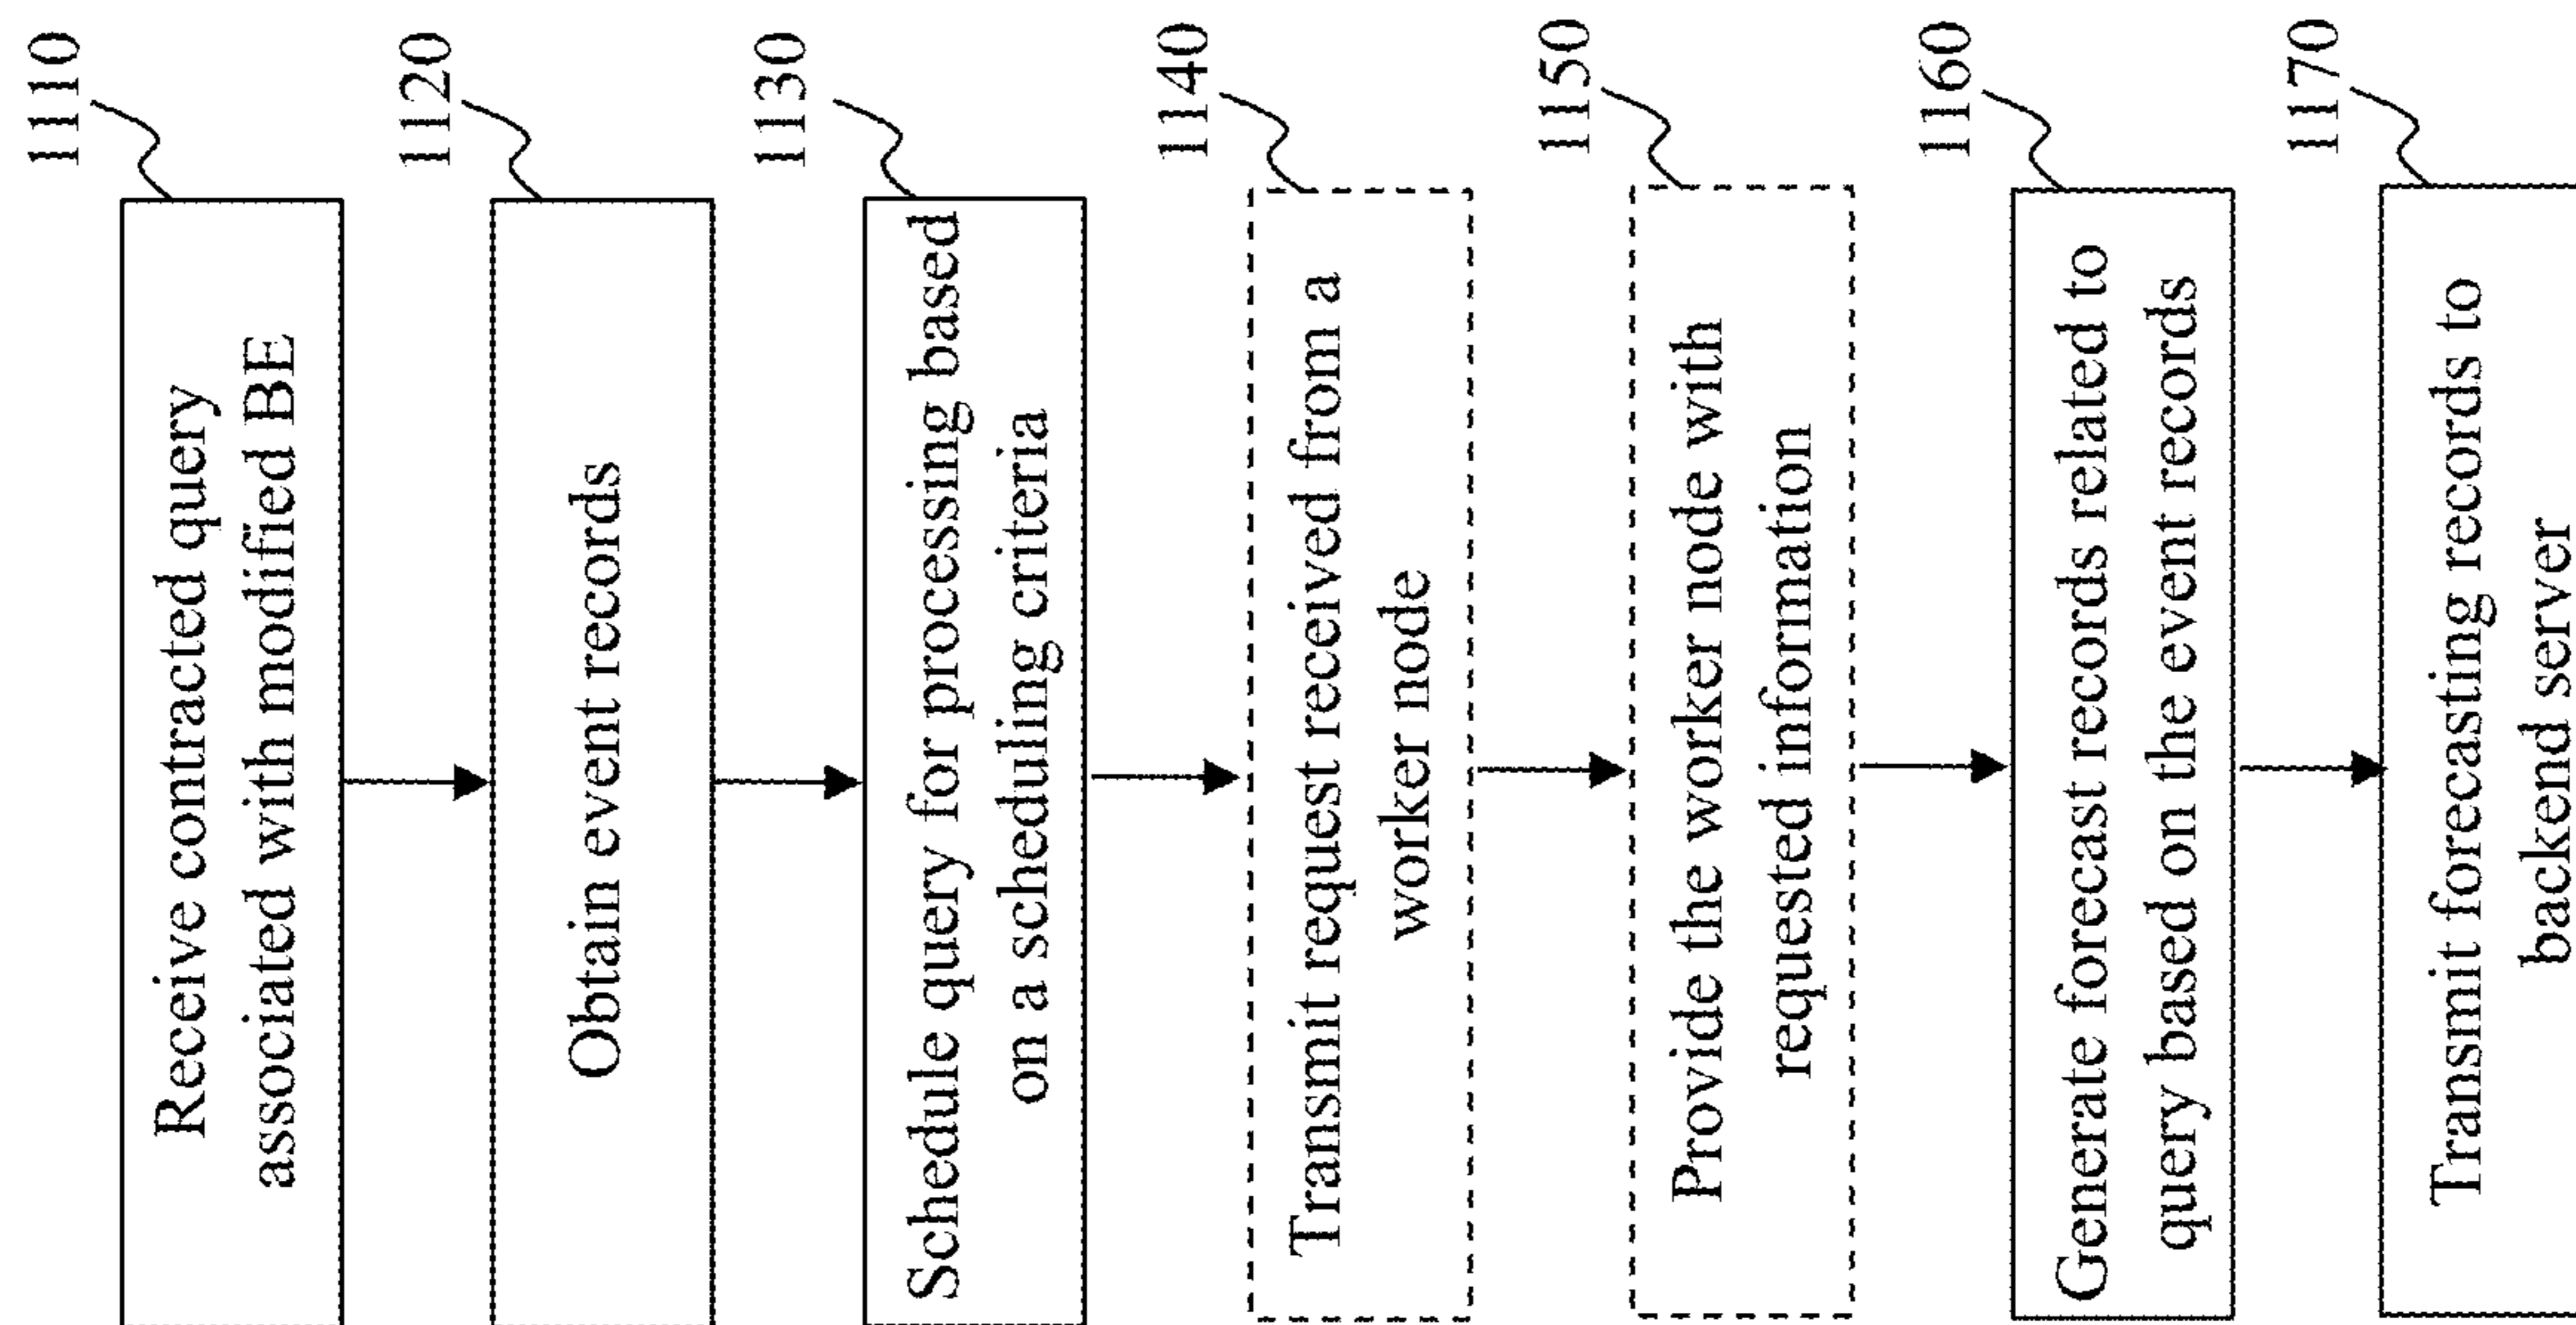 1110
Receive contracted query
associated with modified BE
1120
Obtain event records
1130
Schedule query for processing based
on a scheduling criteria
1140
Transmit request received from a
worker node
1150
Provide the worker node with
requested information
1160
Generate forecast records related to
query based on the event records
1170
Transmit forecasting records to
backend server